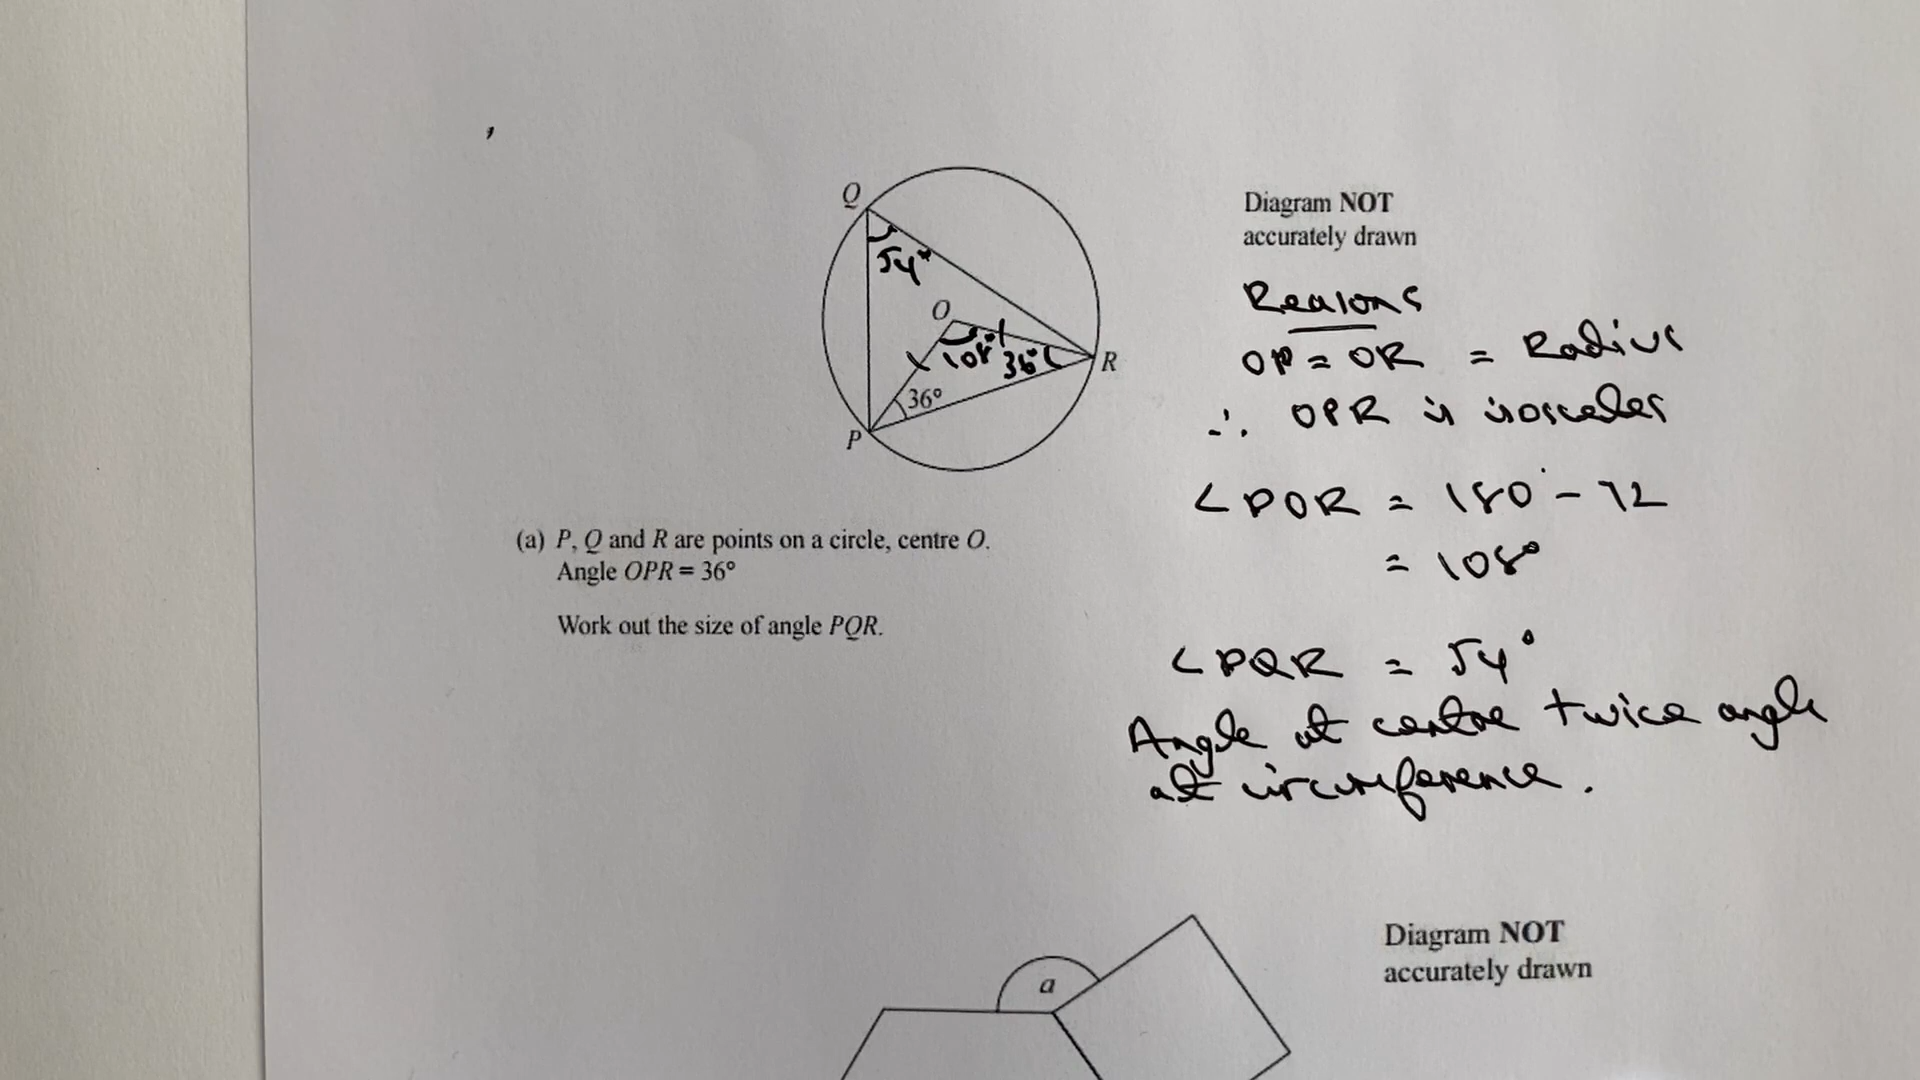 Q
Diagram NOT
accurately drawn
54°
Reasons
O
108°
36°
R
OP = OR = Radius
36°
∴ OPR is isosceles
P
∠POR = 180° - 72
= 108°
(a) P, Q and R are points on a circle, centre O.
Angle OPR = 36°
Work out the size of angle PQR.
∠PQR = 54°
Angle at centre twice angle
at circumference.
Diagram NOT
accurately drawn
a